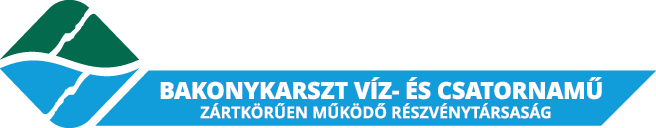 BAKONYKARSZT VÍZ- ÉS CSATORNAMŰ
ZÁRTKÖRŰEN MŰKÖDŐ RÉSZVÉNYTÁRSASÁG